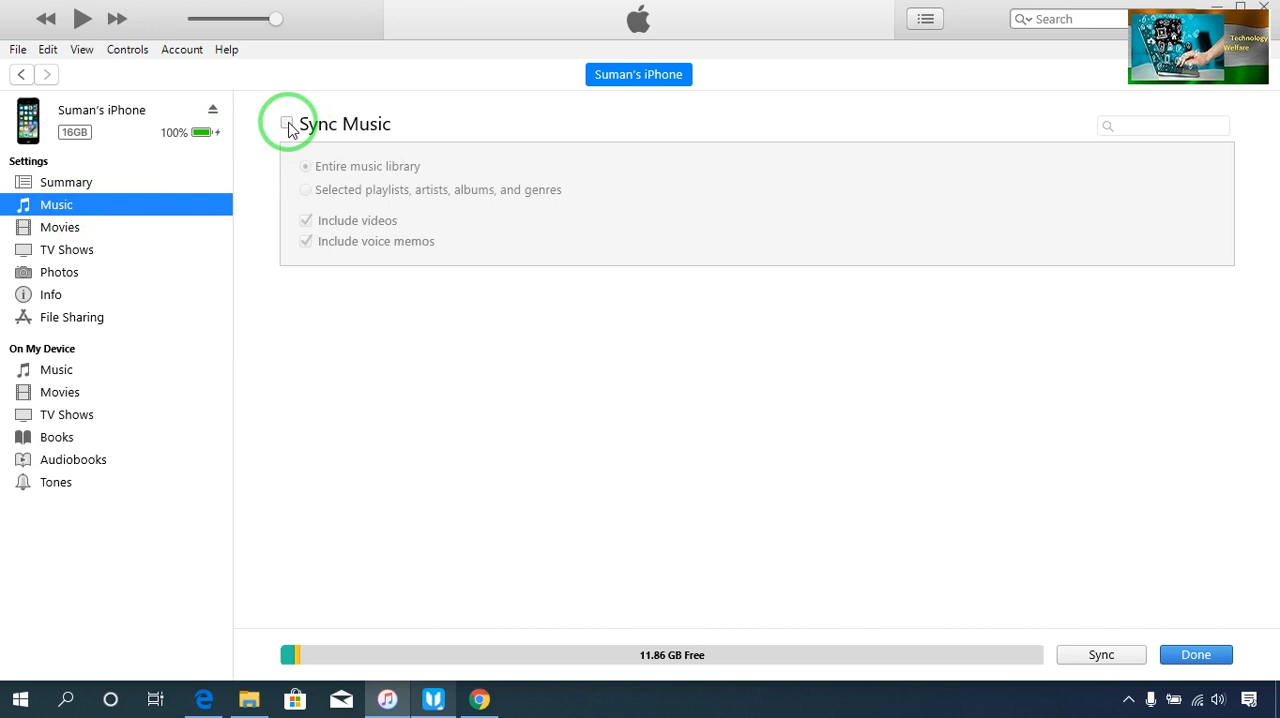 Search
Technology
Welfare
File Edit View Controls Account Help
Suman's iPhone
Suman's iPhone
16GB 100%
Settings
Summary
Music
Movies
TV Shows
Photos
Info
File Sharing
On My Device
Music
Movies
TV Shows
Books
Audiobooks
Tones
Sync Music
Entire music library
Selected playlists, artists, albums, and genres
Include videos
Include voice memos
11.86 GB Free
Sync
Done